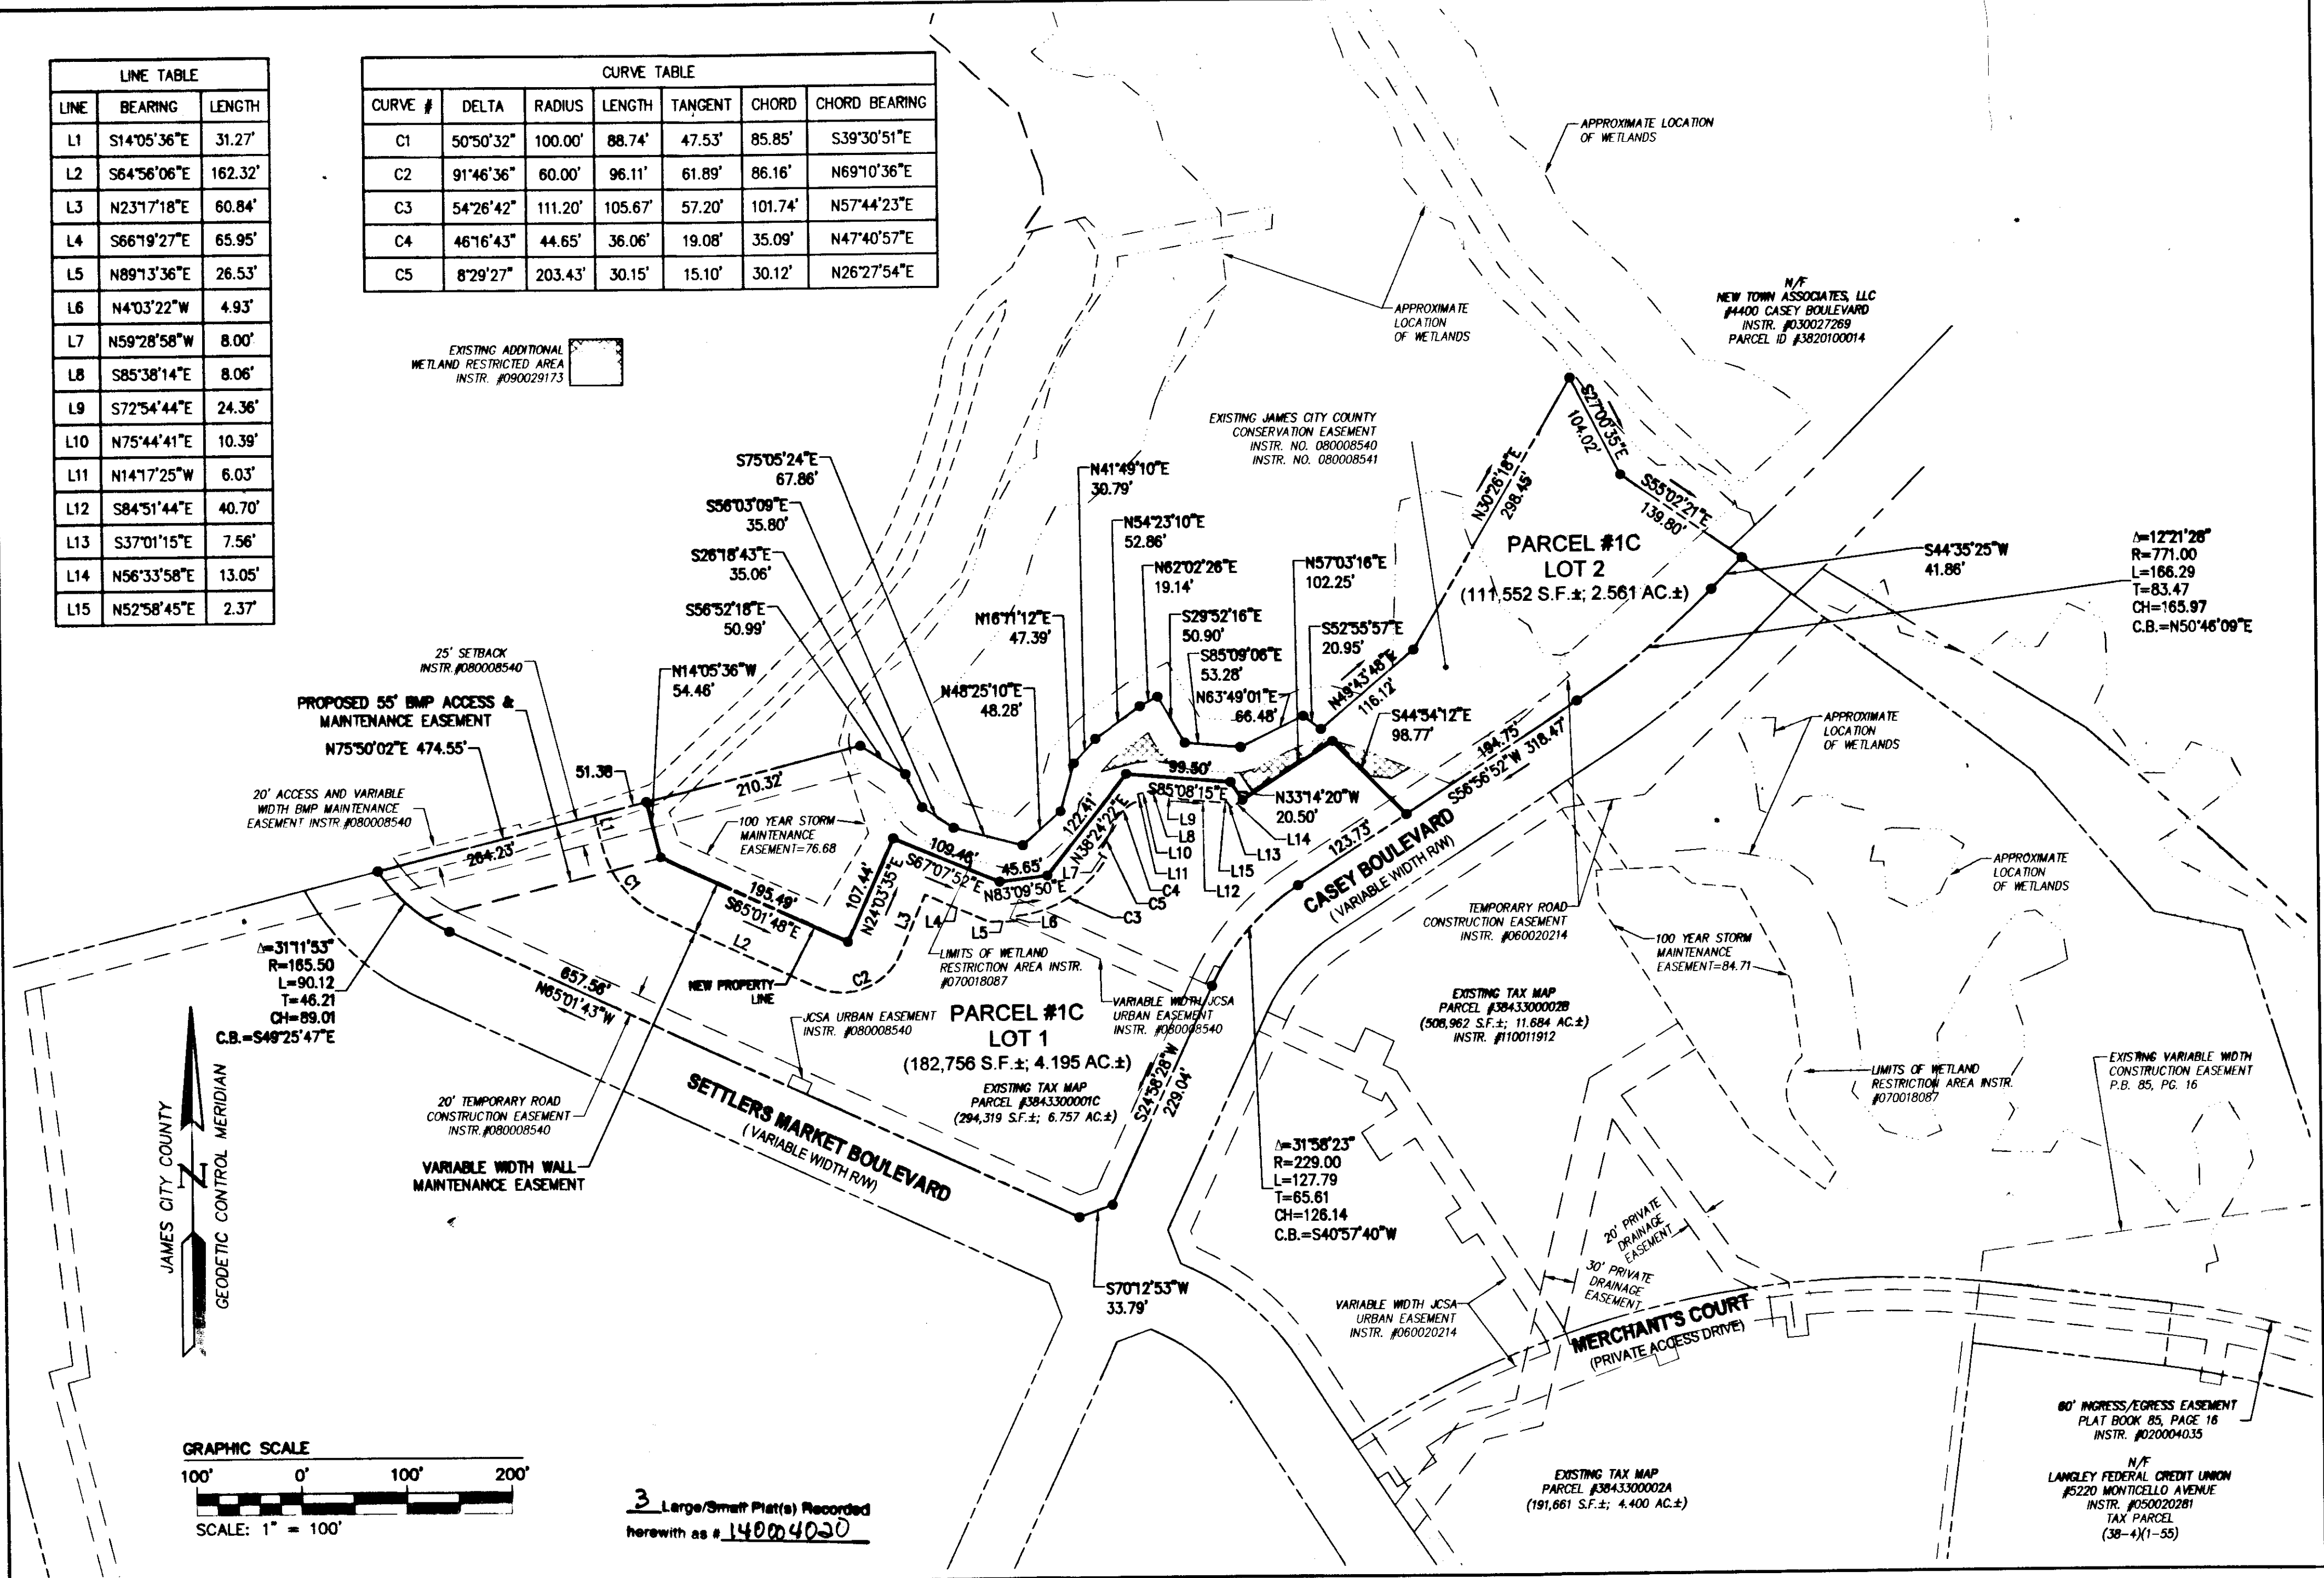 LINE TABLE
LINE BEARING LENGTH
L1 S14°05'36"E 31.27'
L2 S64°56'06"E 162.32'
L3 N23°17'18"E 60.84'
L4 S66°19'27"E 65.95'
L5 N89°13'36"E 26.53'
L6 N4°03'22"W 4.93'
L7 N59°28'58"W 8.00'
L8 S85°38'14"E 8.06'
L9 S72°54'44"E 24.36'
L10 N75°44'41"E 10.39'
L11 N14°17'25"W 6.03'
L12 S84°51'44"E 40.70'
L13 S37°01'15"E 7.56'
L14 N56°33'58"E 13.05'
L15 N52°58'45"E 2.37'
CURVE TABLE
CURVE # DELTA RADIUS LENGTH TANGENT CHORD CHORD BEARING
C1 50°50'32" 100.00' 88.74' 47.53' 85.85' S39°30'51"E
C2 91°46'36" 60.00' 96.11' 61.89' 86.16' N69°10'36"E
C3 54°26'42" 111.20' 105.67' 57.20' 101.74' N57°44'23"E
C4 46°16'43" 44.65' 36.06' 19.08' 35.09' N47°40'57"E
C5 8°29'27" 203.43' 30.15' 15.10' 30.12' N26°27'54"E
EXISTING ADDITIONAL
WETLAND RESTRICTED AREA
INSTR. #090029173
APPROXIMATE LOCATION
OF WETLANDS
APPROXIMATE
LOCATION
OF WETLANDS
N/F
NEW TOWN ASSOCIATES, LLC
#4400 CASEY BOULEVARD
INSTR. #030027269
PARCEL ID #3820100014
EXISTING JAMES CITY COUNTY
CONSERVATION EASEMENT
INSTR. NO. 080008540
INSTR. NO. 080008541
S27°00'35"E
104.02'
N30°26'18"E
298.45'
S55°02'21"E
139.80'
PARCEL #1C
LOT 2
(111,552 S.F.±; 2.561 AC.±)
S44°35'25"W
41.86'
Δ=12°21'28"
R=771.00
L=166.29
T=83.47
CH=165.97
C.B.=N50°46'09"E
S75°05'24"E
67.86'
S56°03'09"E
35.80'
S26°18'43"E
35.06'
S56°52'18"E
50.99'
N14°05'36"W
54.46'
N41°49'10"E
30.79'
N54°23'10"E
52.86'
N62°02'26"E
19.14'
N16°11'12"E
47.39'
N48°25'10"E
48.28'
S29°52'16"E
50.90'
S85°09'06"E
53.28'
N63°49'01"E
66.48'
N57°03'16"E
102.25'
S52°55'57"E
20.95'
N49°43'48"E
116.12'
S44°54'12"E
98.77'
25' SETBACK
INSTR.#080008540
PROPOSED 55' BMP ACCESS &
MAINTENANCE EASEMENT
N75°50'02"E 474.55'
51.38
20' ACCESS AND VARIABLE
WIDTH BMP MAINTENANCE
EASEMENT INSTR.#080008540
210.32'
264.23'
L1
C1
100 YEAR STORM
MAINTENANCE
EASEMENT=76.68
195.49'
S65°01'48"E
L2
107.44'
N24°03'35"E
L3
C2
109.46'
S67°07'52"E
45.65'
N83°09'50"E
122.41'
N38°24'22"E
99.50'
S85°08'15"E
L4
L5
L6
L7
C3
C5
C4
L11
L10
L8
L9
L12
L15
L13
L14
N33°14'20"W
20.50'
194.75'
S56°56'52"W 318.47'
123.73'
CASEY BOULEVARD
(VARIABLE WIDTH R/W)
APPROXIMATE
LOCATION
OF WETLANDS
APPROXIMATE
LOCATION
OF WETLANDS
TEMPORARY ROAD
CONSTRUCTION EASEMENT
INSTR. #060020214
100 YEAR STORM
MAINTENANCE
EASEMENT=84.71
Δ=31°11'53"
R=165.50
L=90.12
T=46.21
CH=89.01
C.B.=S49°25'47"E
657.56'
N65°01'43"W
NEW PROPERTY
LINE
LIMITS OF WETLAND
RESTRICTION AREA INSTR.
#070018087
JCSA URBAN EASEMENT
INSTR. #080008540
PARCEL #1C
LOT 1
(182,756 S.F.±; 4.195 AC.±)
EXISTING TAX MAP
PARCEL #3843300001C
(294,319 S.F.±; 6.757 AC.±)
VARIABLE WIDTH JCSA
URBAN EASEMENT
INSTR. #080008540
S24°58'28"W
229.04'
EXISTING TAX MAP
PARCEL #3843300002B
(508,962 S.F.±; 11.684 AC.±)
INSTR. #110011912
LIMITS OF WETLAND
RESTRICTION AREA INSTR.
#070018087
EXISTING VARIABLE WIDTH
CONSTRUCTION EASEMENT
P.B. 85, PG. 16
JAMES CITY COUNTY
GEODETIC CONTROL MERIDIAN
N
20' TEMPORARY ROAD
CONSTRUCTION EASEMENT
INSTR.#080008540
VARIABLE WIDTH WALL
MAINTENANCE EASEMENT
SETTLERS MARKET BOULEVARD
(VARIABLE WIDTH R/W)
Δ=31°58'23"
R=229.00
L=127.79
T=65.61
CH=126.14
C.B.=S40°57'40"W
S70°12'53"W
33.79'
20' PRIVATE
DRAINAGE
EASEMENT
30' PRIVATE
DRAINAGE
EASEMENT
VARIABLE WIDTH JCSA
URBAN EASEMENT
INSTR. #060020214
MERCHANT'S COURT
(PRIVATE ACCESS DRIVE)
60' INGRESS/EGRESS EASEMENT
PLAT BOOK 85, PAGE 16
INSTR. #020004035
N/F
LANGLEY FEDERAL CREDIT UNION
#5220 MONTICELLO AVENUE
INSTR. #050020281
TAX PARCEL
(38-4)(1-55)
EXISTING TAX MAP
PARCEL #3843300002A
(191,661 S.F.±; 4.400 AC.±)
GRAPHIC SCALE
100' 0' 100' 200'
SCALE: 1" = 100'
3 Large/Small Plat(s) Recorded
herewith as # 140004020